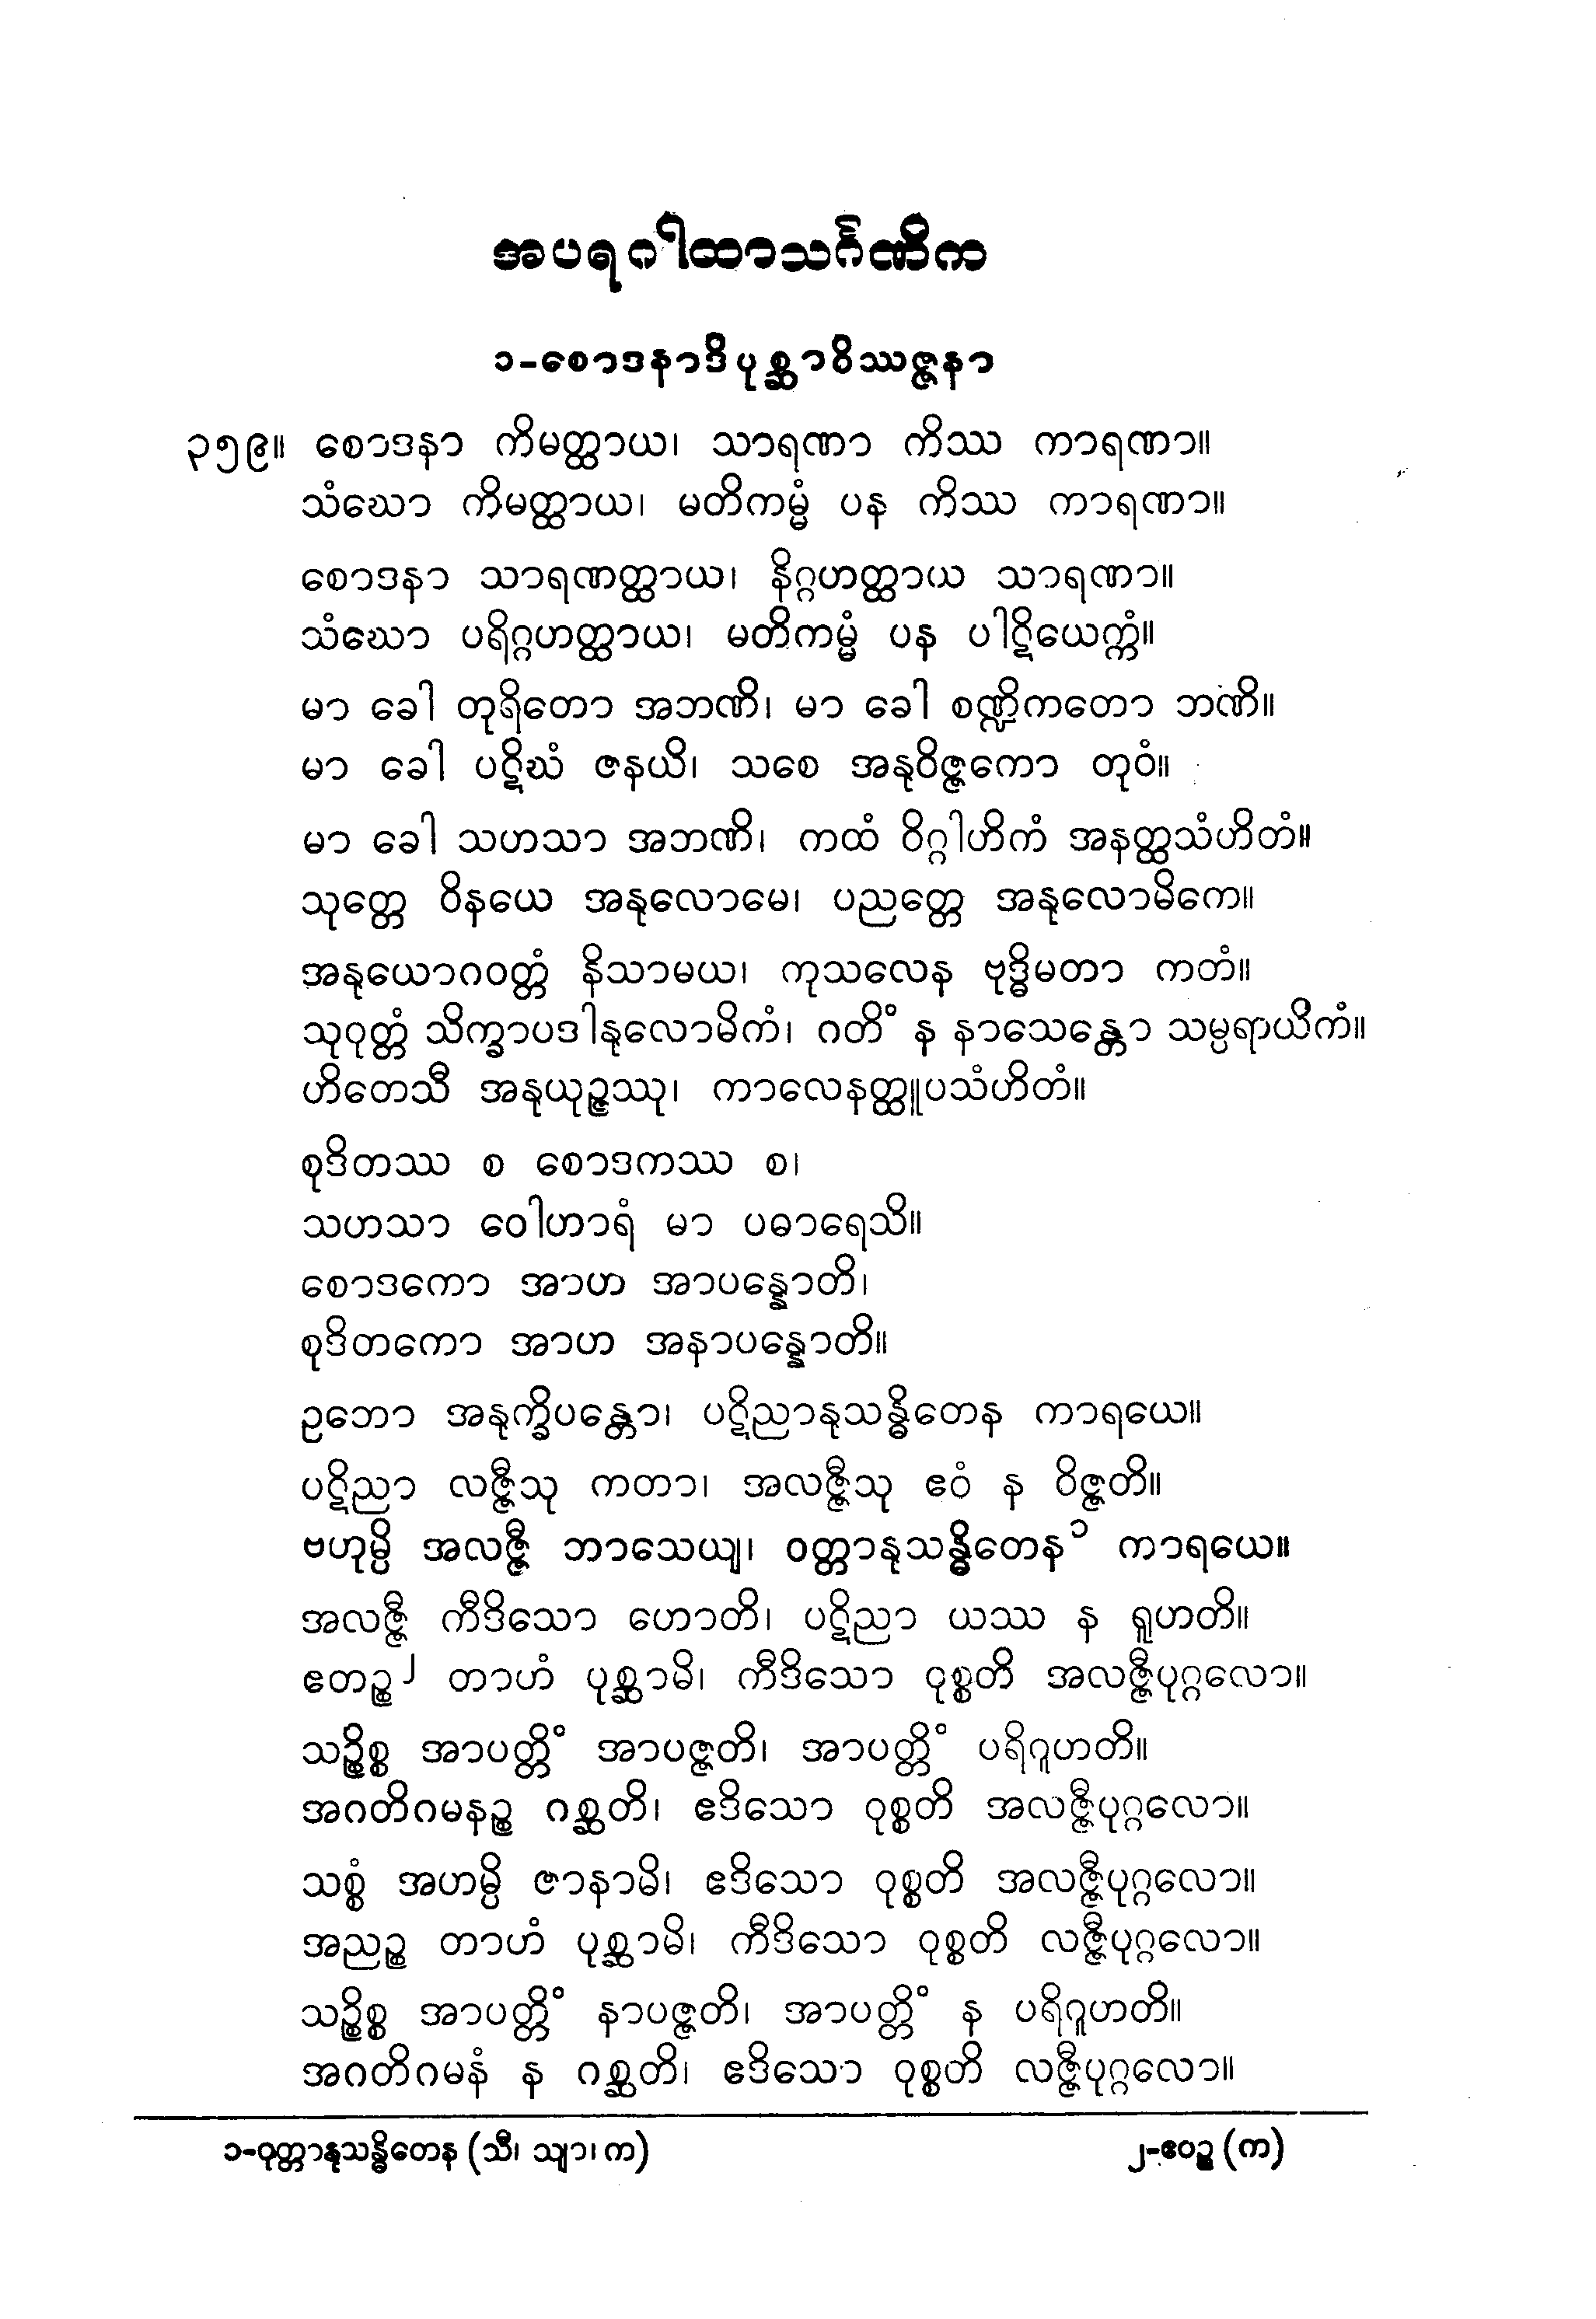 အပရဂါထာသင်္ဂဏိက
၁-စောဒနာဒိပုစ္ဆာဝိဿဇ္ဇနာ
၃၅၉။ စောဒနာ ကိမတ္ထာယ၊ သာရဏာ ကိဿ ကာရဏာ။
သံဃော ကိမတ္ထာယ၊ မတိကမ္မံ ပန ကိဿ ကာရဏာ။
စောဒနာ သာရဏတ္ထာယ၊ နိဂ္ဂဟတ္ထာယ သာရဏာ။
သံဃော ပရိဂ္ဂဟတ္ထာယ၊ မတိကမ္မံ ပန ပါဋိယေက္ကံ။
မာ ခေါ တုရိတော အဘဏိ၊ မာ ခေါ စဏ္ဍိကတော ဘဏိ။
မာ ခေါ ပဋိဃံ ဇနယိ၊ သစေ အနုဝိဇ္ဇကော တုဝံ။
မာ ခေါ သဟသာ အဘဏိ၊ ကထံ ဝိဂ္ဂါဟိကံ အနတ္ထသံဟိတံ။
သုတ္တေ ဝိနယေ အနုလောမေ၊ ပညတ္တေ အနုလောမိကေ။
အနုယောဂဝတ္တံ နိသာမယ၊ ကုသလေန ဗုဒ္ဓိမတာ ကတံ။
သုဝုတ္တံ သိက္ခာပဒါနုလောမိကံ၊ ဂတိံ န နာသေန္တော သမ္ပရာယိကံ။
ဟိတေသီ အနုယုဉ္ဇဿု၊ ကာလေနတ္ထူပသံဟိတံ။
စုဒိတဿ စ စောဒကဿ စ၊
သဟသာ ဝေါဟာရံ မာ ပဓာရေသိ။
စောဒကော အာဟ အာပန္နောတိ၊
စုဒိတကော အာဟ အနာပန္နောတိ။
ဥဘော အနုက္ခိပန္တော၊ ပဋိညာနုသန္ဓိတေန ကာရယေ။
ပဋိညာ လဇ္ဇီသု ကတာ၊ အလဇ္ဇီသု ဧဝံ န ဝိဇ္ဇတိ။
ဗဟုမ္ပိ အလဇ္ဇီ ဘာသေယျ၊ ဝတ္တာနုသန္ဓိတေန၁ ကာရယေ။
အလဇ္ဇီ ကီဒိသော ဟောတိ၊ ပဋိညာ ယဿ န ရူဟတိ။
ဧတဉ္စ၂ တာဟံ ပုစ္ဆာမိ၊ ကီဒိသော ဝုစ္စတိ အလဇ္ဇီပုဂ္ဂလော။
သဉ္စိစ္စ အာပတ္တိံ အာပဇ္ဇတိ၊ အာပတ္တိံ ပရိဂူဟတိ။
အဂတိဂမနဉ္စ ဂစ္ဆတိ၊ ဧဒိသော ဝုစ္စတိ အလဇ္ဇီပုဂ္ဂလော။
သစ္စံ အဟမ္ပိ ဇာနာမိ၊ ဧဒိသော ဝုစ္စတိ အလဇ္ဇီပုဂ္ဂလော။
အညဉ္စ တာဟံ ပုစ္ဆာမိ၊ ကီဒိသော ဝုစ္စတိ လဇ္ဇီပုဂ္ဂလော။
သဉ္စိစ္စ အာပတ္တိံ နာပဇ္ဇတိ၊ အာပတ္တိံ န ပရိဂူဟတိ။
အဂတိဂမနံ န ဂစ္ဆတိ၊ ဧဒိသော ဝုစ္စတိ လဇ္ဇီပုဂ္ဂလော။
၁-ဝုတ္တာနုသန္ဓိတေန (သီ၊ သျာ၊ က) ၂-ဧဝဉ္စ (က)